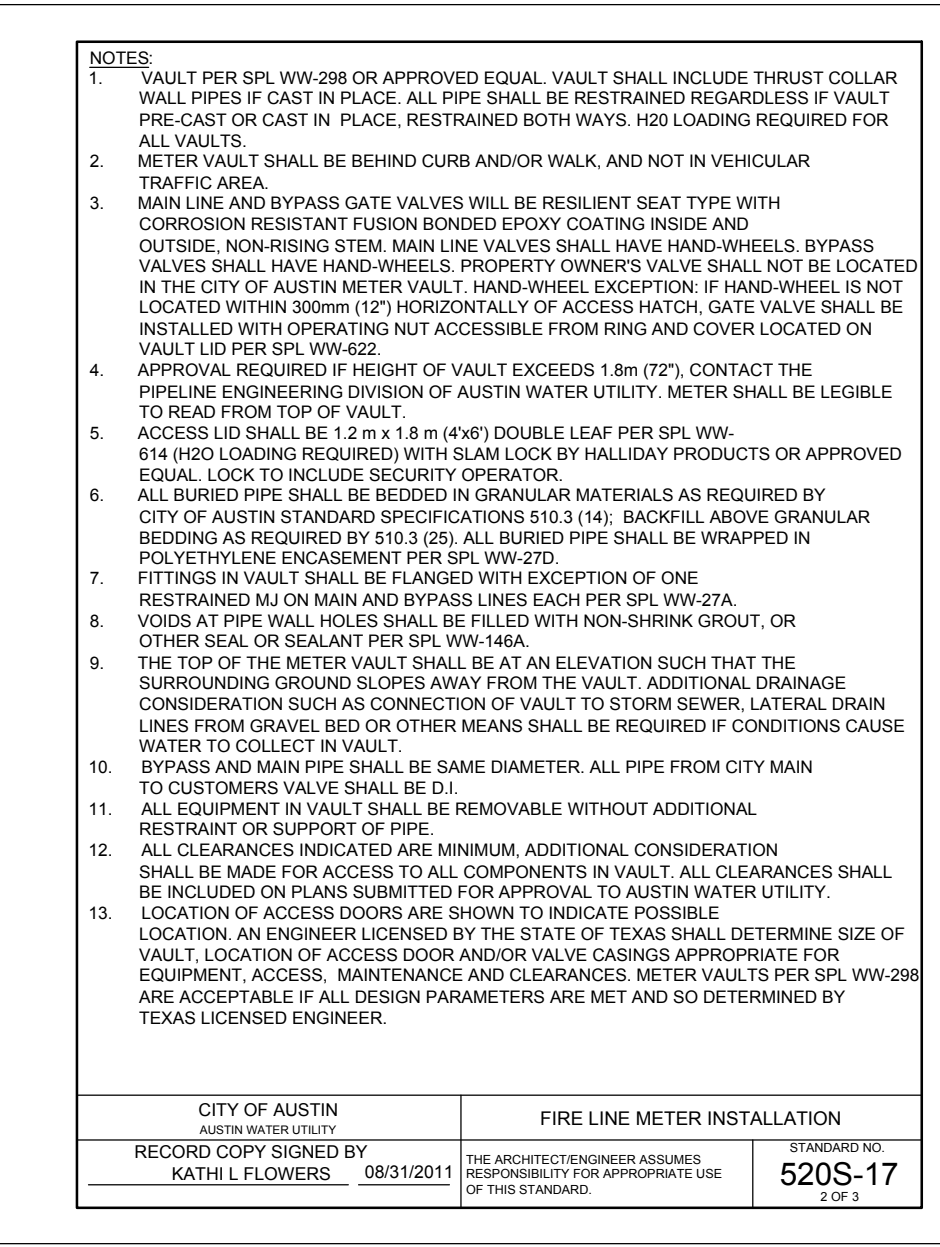 NOTES:
1. VAULT PER SPL WW-298 OR APPROVED EQUAL. VAULT SHALL INCLUDE THRUST COLLAR
WALL PIPES IF CAST IN PLACE. ALL PIPE SHALL BE RESTRAINED REGARDLESS IF VAULT
PRE-CAST OR CAST IN PLACE, RESTRAINED BOTH WAYS. H20 LOADING REQUIRED FOR
ALL VAULTS.
2. METER VAULT SHALL BE BEHIND CURB AND/OR WALK, AND NOT IN VEHICULAR
TRAFFIC AREA.
3. MAIN LINE AND BYPASS GATE VALVES WILL BE RESILIENT SEAT TYPE WITH
CORROSION RESISTANT FUSION BONDED EPOXY COATING INSIDE AND
OUTSIDE, NON-RISING STEM. MAIN LINE VALVES SHALL HAVE HAND-WHEELS. BYPASS
VALVES SHALL HAVE HAND-WHEELS. PROPERTY OWNER'S VALVE SHALL NOT BE LOCATED
IN THE CITY OF AUSTIN METER VAULT. HAND-WHEEL EXCEPTION: IF HAND-WHEEL IS NOT
LOCATED WITHIN 300mm (12") HORIZONTALLY OF ACCESS HATCH, GATE VALVE SHALL BE
INSTALLED WITH OPERATING NUT ACCESSIBLE FROM RING AND COVER LOCATED ON
VAULT LID PER SPL WW-622.
4. APPROVAL REQUIRED IF HEIGHT OF VAULT EXCEEDS 1.8m (72"), CONTACT THE
PIPELINE ENGINEERING DIVISION OF AUSTIN WATER UTILITY. METER SHALL BE LEGIBLE
TO READ FROM TOP OF VAULT.
5. ACCESS LID SHALL BE 1.2 m x 1.8 m (4'x6') DOUBLE LEAF PER SPL WW-
614 (H2O LOADING REQUIRED) WITH SLAM LOCK BY HALLIDAY PRODUCTS OR APPROVED
EQUAL. LOCK TO INCLUDE SECURITY OPERATOR.
6. ALL BURIED PIPE SHALL BE BEDDED IN GRANULAR MATERIALS AS REQUIRED BY
CITY OF AUSTIN STANDARD SPECIFICATIONS 510.3 (14); BACKFILL ABOVE GRANULAR
BEDDING AS REQUIRED BY 510.3 (25). ALL BURIED PIPE SHALL BE WRAPPED IN
POLYETHYLENE ENCASEMENT PER SPL WW-27D.
7. FITTINGS IN VAULT SHALL BE FLANGED WITH EXCEPTION OF ONE
RESTRAINED MJ ON MAIN AND BYPASS LINES EACH PER SPL WW-27A.
8. VOIDS AT PIPE WALL HOLES SHALL BE FILLED WITH NON-SHRINK GROUT, OR
OTHER SEAL OR SEALANT PER SPL WW-146A.
9. THE TOP OF THE METER VAULT SHALL BE AT AN ELEVATION SUCH THAT THE
SURROUNDING GROUND SLOPES AWAY FROM THE VAULT. ADDITIONAL DRAINAGE
CONSIDERATION SUCH AS CONNECTION OF VAULT TO STORM SEWER, LATERAL DRAIN
LINES FROM GRAVEL BED OR OTHER MEANS SHALL BE REQUIRED IF CONDITIONS CAUSE
WATER TO COLLECT IN VAULT.
10. BYPASS AND MAIN PIPE SHALL BE SAME DIAMETER. ALL PIPE FROM CITY MAIN
TO CUSTOMERS VALVE SHALL BE D.I.
11. ALL EQUIPMENT IN VAULT SHALL BE REMOVABLE WITHOUT ADDITIONAL
RESTRAINT OR SUPPORT OF PIPE.
12. ALL CLEARANCES INDICATED ARE MINIMUM, ADDITIONAL CONSIDERATION
SHALL BE MADE FOR ACCESS TO ALL COMPONENTS IN VAULT. ALL CLEARANCES SHALL
BE INCLUDED ON PLANS SUBMITTED FOR APPROVAL TO AUSTIN WATER UTILITY.
13. LOCATION OF ACCESS DOORS ARE SHOWN TO INDICATE POSSIBLE
LOCATION. AN ENGINEER LICENSED BY THE STATE OF TEXAS SHALL DETERMINE SIZE OF
VAULT, LOCATION OF ACCESS DOOR AND/OR VALVE CASINGS APPROPRIATE FOR
EQUIPMENT, ACCESS, MAINTENANCE AND CLEARANCES. METER VAULTS PER SPL WW-298
ARE ACCEPTABLE IF ALL DESIGN PARAMETERS ARE MET AND SO DETERMINED BY
TEXAS LICENSED ENGINEER.
CITY OF AUSTIN
AUSTIN WATER UTILITY
FIRE LINE METER INSTALLATION
RECORD COPY SIGNED BY
KATHI L FLOWERS 08/31/2011
THE ARCHITECT/ENGINEER ASSUMES
RESPONSIBILITY FOR APPROPRIATE USE
OF THIS STANDARD.
STANDARD NO.
520S-17
2 OF 3